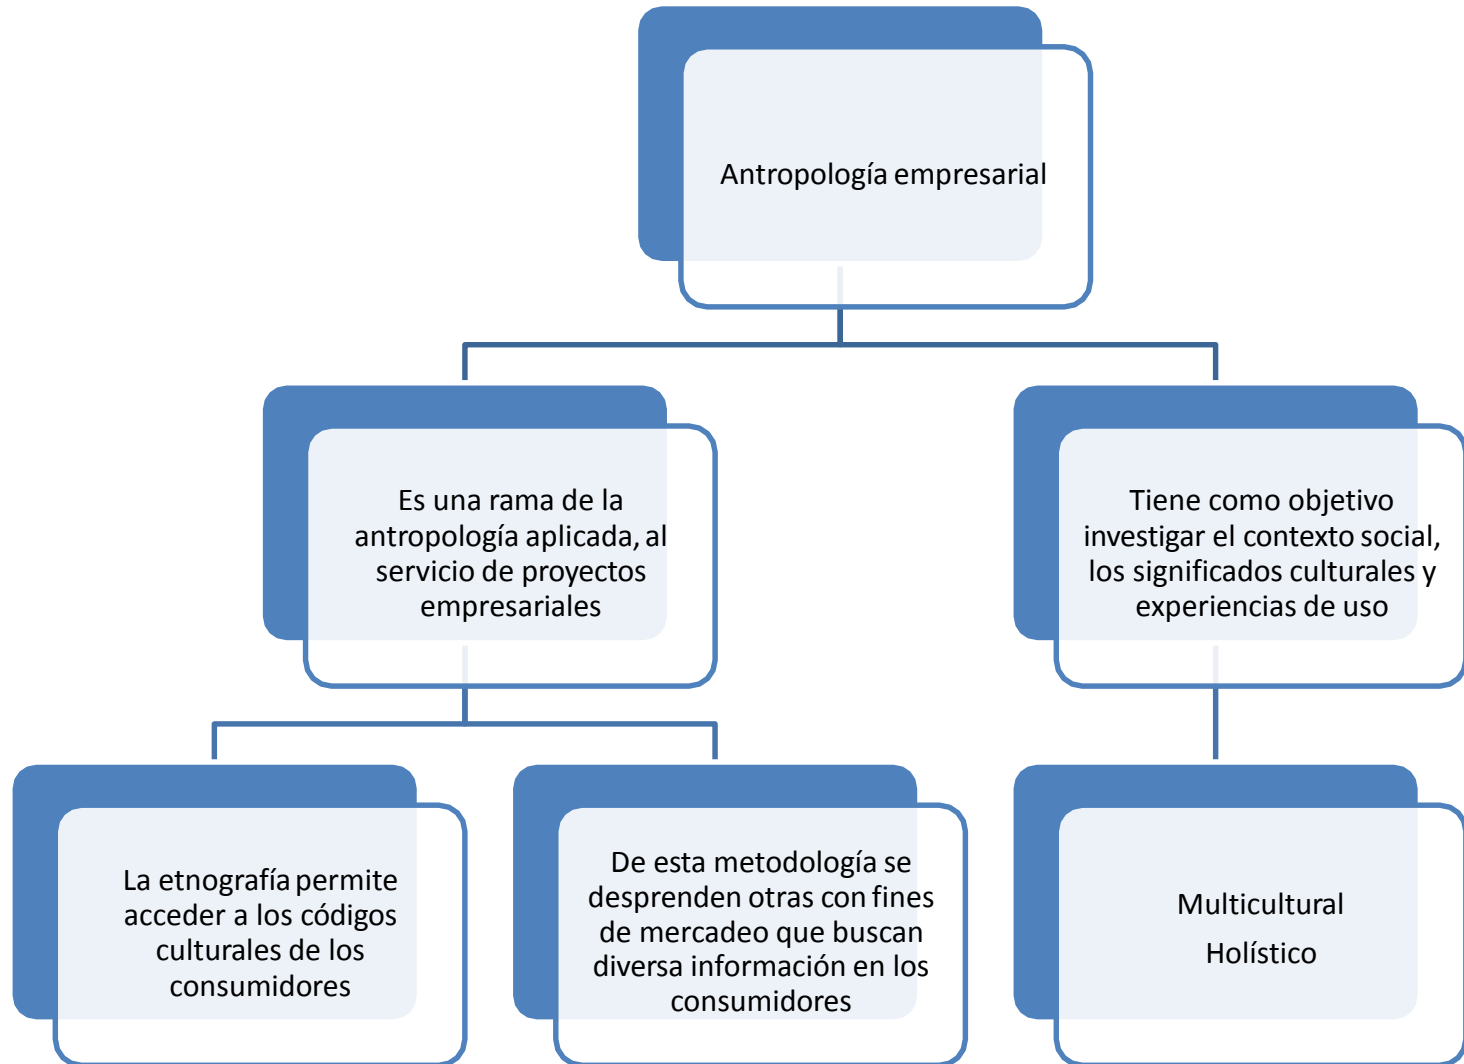 Antropología empresarial
Es una rama de la
antropología aplicada, al
servicio de proyectos
empresariales
Tiene como objetivo
investigar el contexto social,
los significados culturales y
experiencias de uso
La etnografía permite
acceder a los códigos
culturales de los
consumidores
De esta metodología se
desprenden otras con fines
de mercadeo que buscan
diversa información en los
consumidores
Multicultural
Holístico